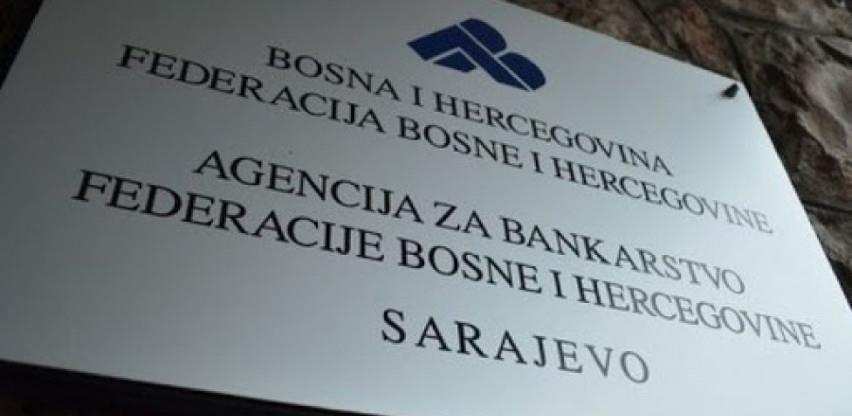 BOSNA I HERCEGOVINA
FEDERACIJA BOSNE I HERCEGOVINE
AGENCIJA ZA BANKARSTVO
FEDERACIJE BOSNE I HERCEGOVINE
SARAJEVO